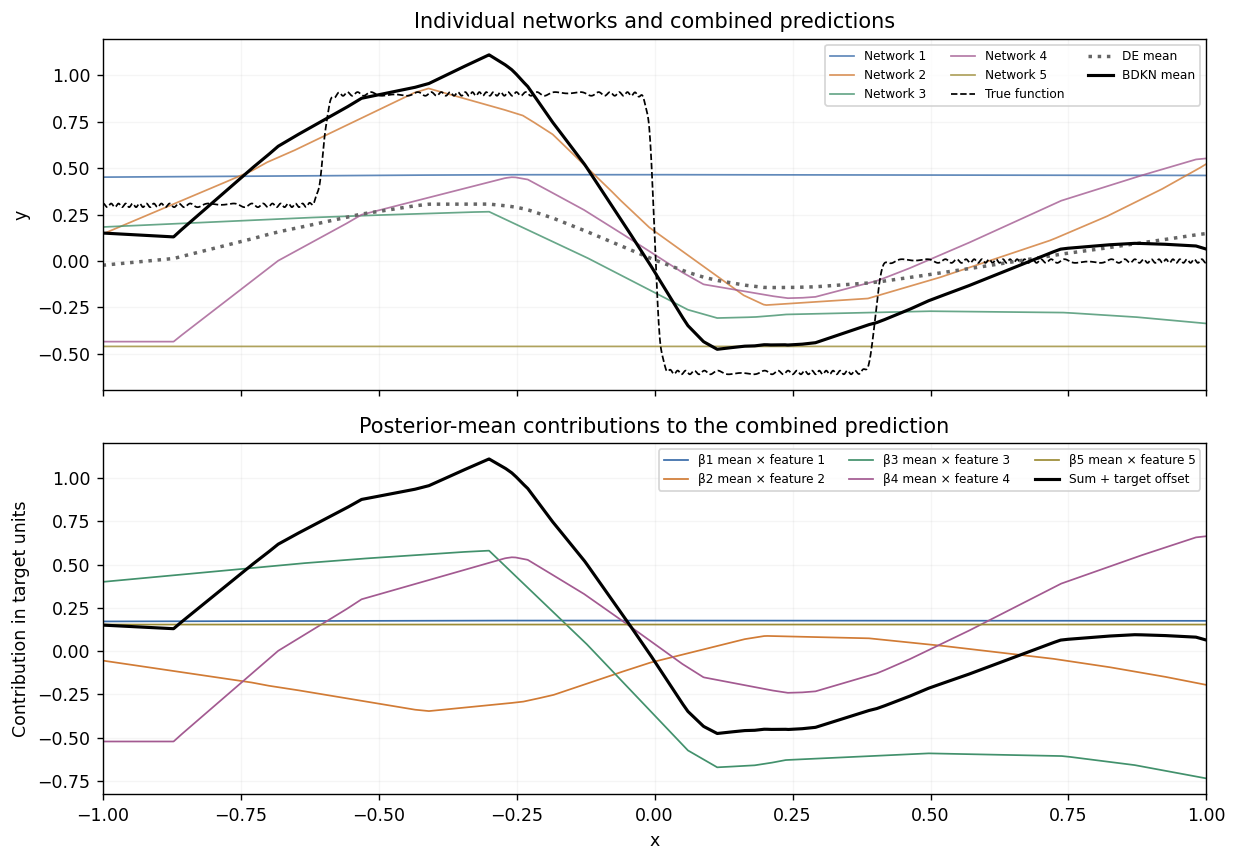 Individual networks and combined predictions
Network 1
Network 2
Network 3
Network 4
Network 5
True function
DE mean
BDKN mean
y
1.00
0.75
0.50
0.25
0.00
−0.25
−0.50
Posterior-mean contributions to the combined prediction
β1 mean × feature 1
β2 mean × feature 2
β3 mean × feature 3
β4 mean × feature 4
β5 mean × feature 5
Sum + target offset
Contribution in target units
1.00
0.75
0.50
0.25
0.00
−0.25
−0.50
−0.75
−1.00 −0.75 −0.50 −0.25 0.00 0.25 0.50 0.75 1.00
x